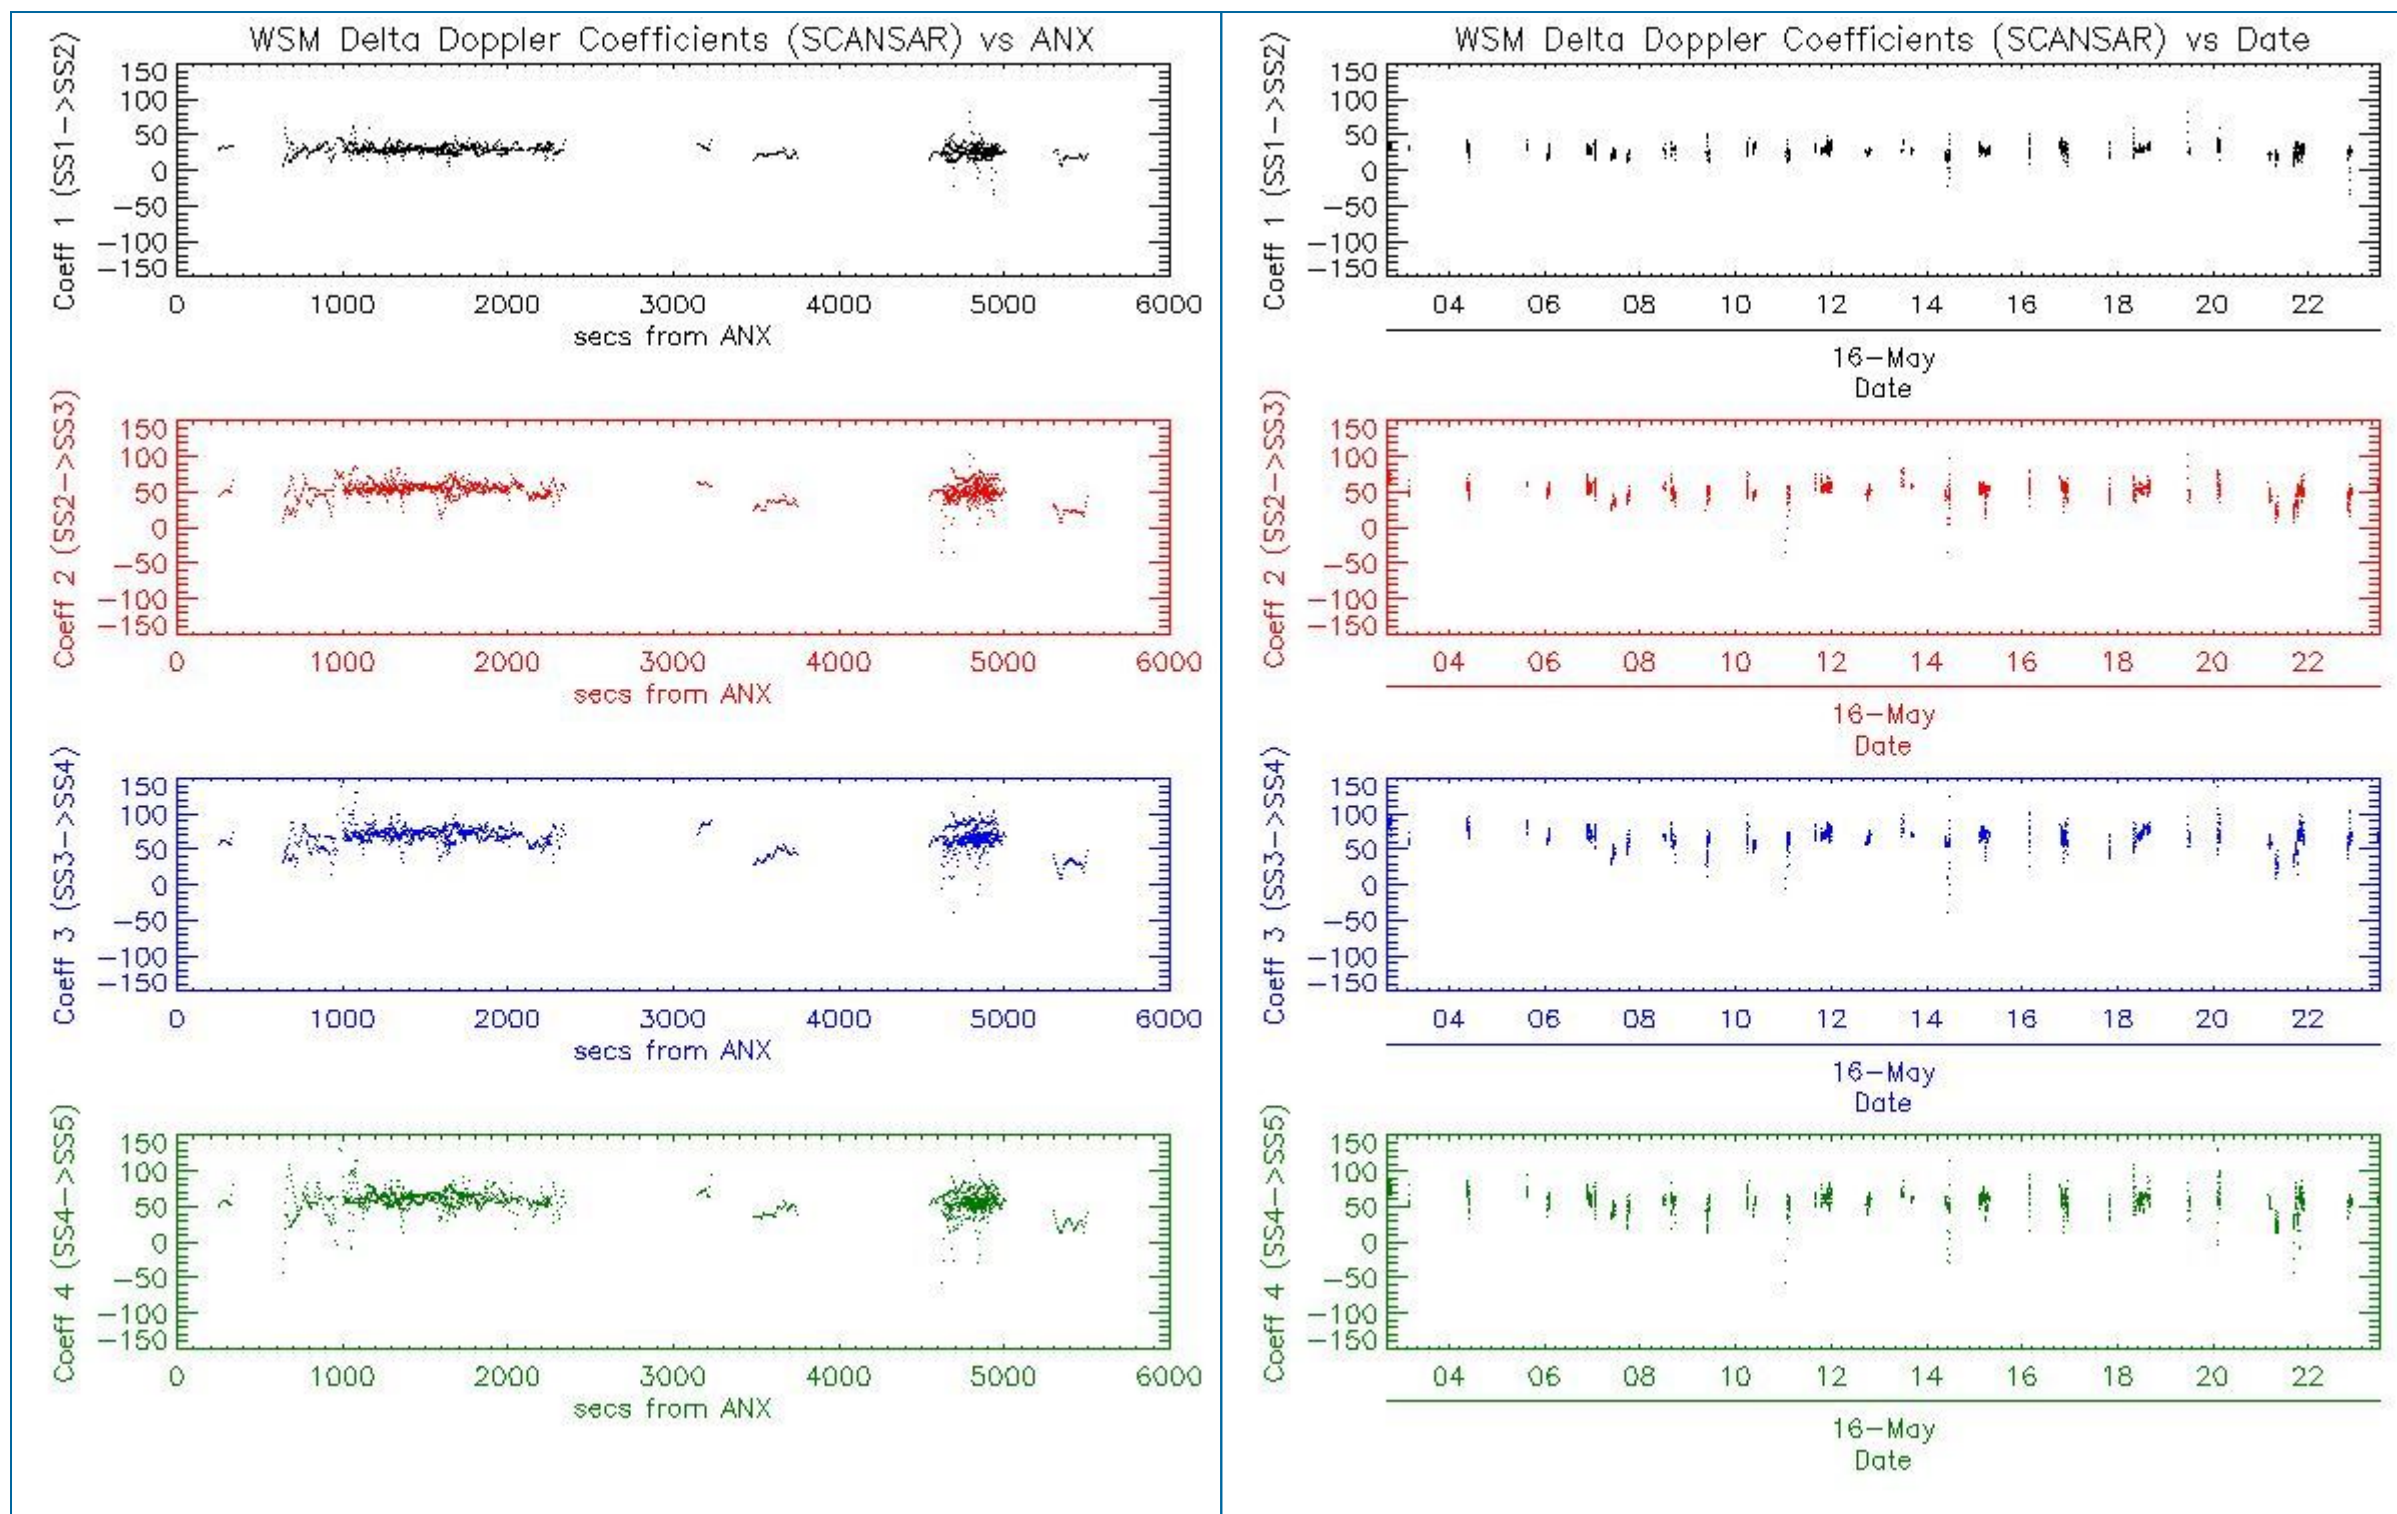 WSM Delta Doppler Coefficients (SCANSAR) vs ANX
Coeff 1 (SS1->SS2)
150
100
50
0
-50
-100
-150
0 1000 2000 3000 4000 5000 6000
secs from ANX
Coeff 2 (SS2->SS3)
150
100
50
0
-50
-100
-150
0 1000 2000 3000 4000 5000 6000
secs from ANX
Coeff 3 (SS3->SS4)
150
100
50
0
-50
-100
-150
0 1000 2000 3000 4000 5000 6000
secs from ANX
Coeff 4 (SS4->SS5)
150
100
50
0
-50
-100
-150
0 1000 2000 3000 4000 5000 6000
secs from ANX
WSM Delta Doppler Coefficients (SCANSAR) vs Date
Coeff 1 (SS1->SS2)
150
100
50
0
-50
-100
-150
04 06 08 10 12 14 16 18 20 22
16-May
Date
Coeff 2 (SS2->SS3)
150
100
50
0
-50
-100
-150
04 06 08 10 12 14 16 18 20 22
16-May
Date
Coeff 3 (SS3->SS4)
150
100
50
0
-50
-100
-150
04 06 08 10 12 14 16 18 20 22
16-May
Date
Coeff 4 (SS4->SS5)
150
100
50
0
-50
-100
-150
04 06 08 10 12 14 16 18 20 22
16-May
Date